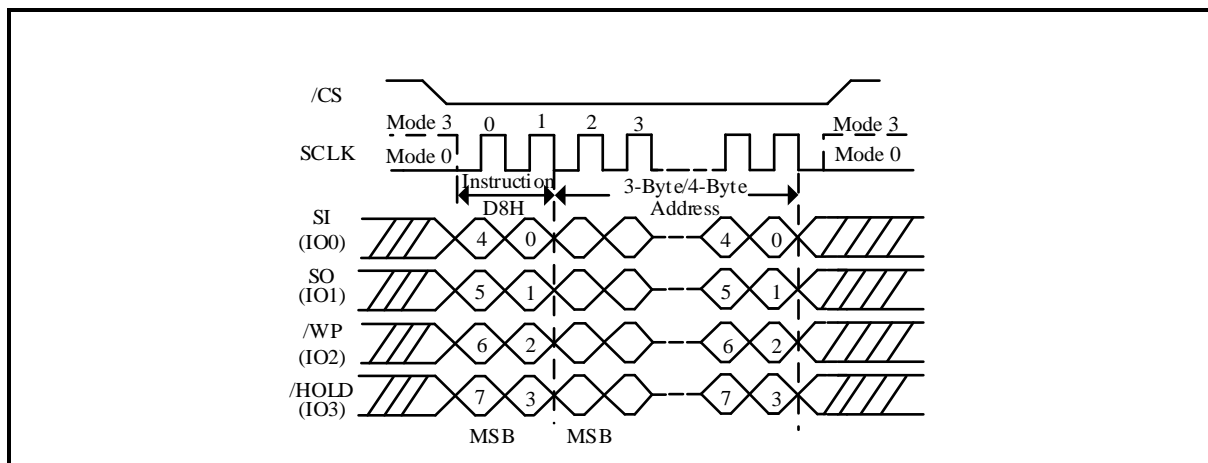 /CS
Mode 3 0 1 2 3 Mode 3
SCLK Mode 0 Mode 0
Instruction 3-Byte/4-Byte
D8H Address
SI
(IO0) 4 0 4 0
SO
(IO1) 5 1 5 1
/WP
(IO2) 6 2 6 2
/HOLD
(IO3) 7 3 7 3
MSB MSB